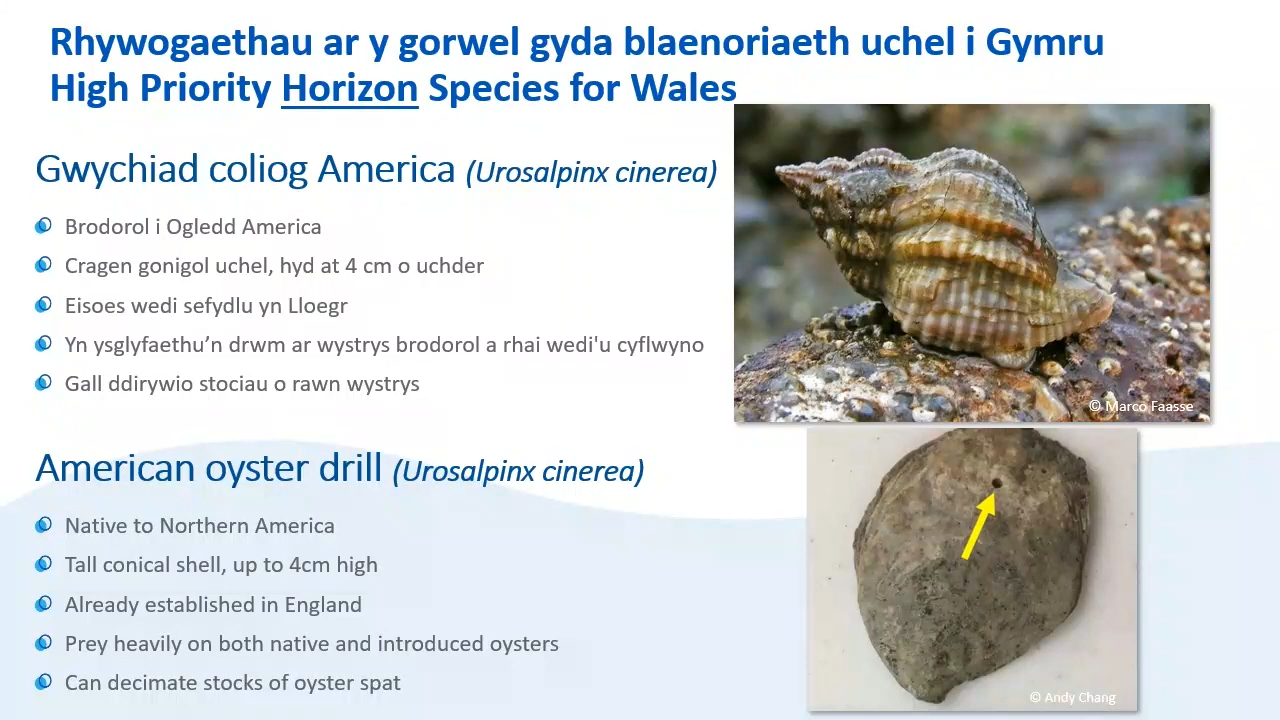 Rhywogaethau ar y gorwel gyda blaenoriaeth uchel i Gymru
High Priority Horizon Species for Wales
Gwychiad coliog America (Urosalpinx cinerea)
Brodorol i Ogledd America
Cragen gonigol uchel, hyd at 4 cm o uchder
Eisoes wedi sefydlu yn Lloegr
Yn ysglyfaethu’n drwm ar wystrys brodorol a rhai wedi'u cyflwyno
Gall ddirywio stociau o rawn wystrys
© Marco Faasse
American oyster drill (Urosalpinx cinerea)
Native to Northern America
Tall conical shell, up to 4cm high
Already established in England
Prey heavily on both native and introduced oysters
Can decimate stocks of oyster spat
© Andy Chang